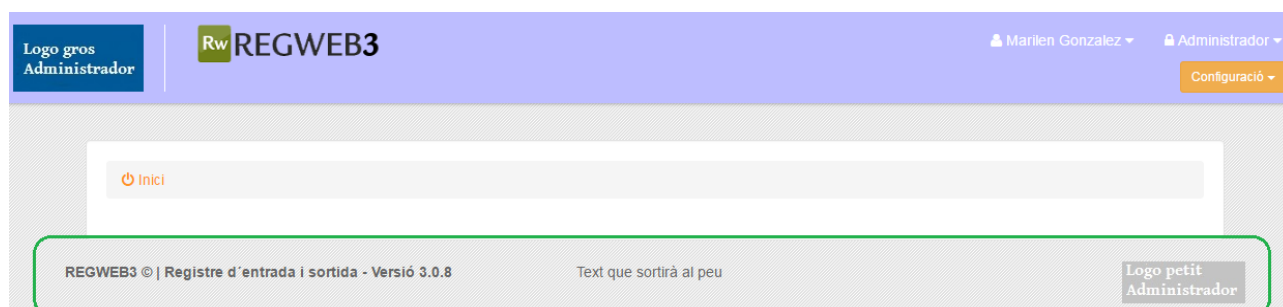 Logo gros
Administrador
Rw REGWEB3
Marilen Gonzalez
Administrador
Configuració
Inici
REGWEB3 © | Registre d´entrada i sortida - Versió 3.0.8
Text que sortirà al peu
Logo petit
Administrador